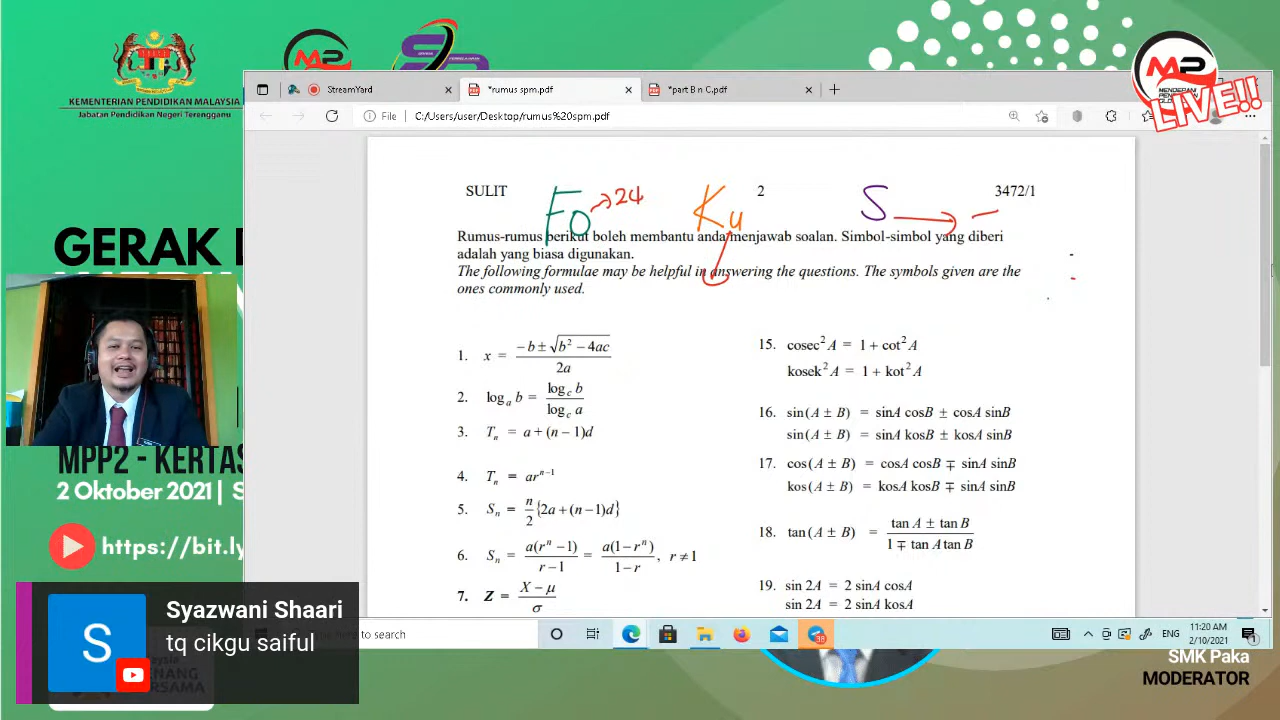 KEMENTERIAN PENDIDIKAN MALAYSIA
Jabatan Pendidikan Negeri Terengganu
MP
MP
LIVE!!
StreamYard
*rumus spm.pdf
*part B n C.pdf
File
C:/Users/user/Desktop/rumus%20spm.pdf
SULIT
2
3472/1
Fo → 24
Ku
S → -
Rumus-rumus berikut boleh membantu anda menjawab soalan. Simbol-simbol yang diberi
adalah yang biasa digunakan.
The following formulae may be helpful in answering the questions. The symbols given are the
ones commonly used.
1. x = (-b ± √(b² − 4ac)) / 2a
2. log_a b = log_c b / log_c a
3. T_n = a + (n − 1)d
4. T_n = ar^(n−1)
5. S_n = n/2 {2a + (n − 1)d}
6. S_n = a(r^n − 1) / (r − 1) = a(1 − r^n) / (1 − r), r ≠ 1
7. Z = (X − μ) / σ
15. cosec² A = 1 + cot² A
kosek² A = 1 + kot² A
16. sin(A ± B) = sinA cosB ± cosA sinB
sin(A ± B) = sinA kosB ± kosA sinB
17. cos(A ± B) = cosA cosB ∓ sinA sinB
kos(A ± B) = kosA kosB ∓ sinA sinB
18. tan(A ± B) = (tan A ± tan B) / (1 ∓ tan A tan B)
19. sin 2A = 2 sinA cosA
sin 2A = 2 sinA kosA
GERAK
MPP2 - KERTAS
2 Oktober 2021 | S
https://bit.ly
S
Syazwani Shaari
tq cikgu saiful
to search
38
ENG
11:20 AM
2/10/2021
SMK Paka
MODERATOR